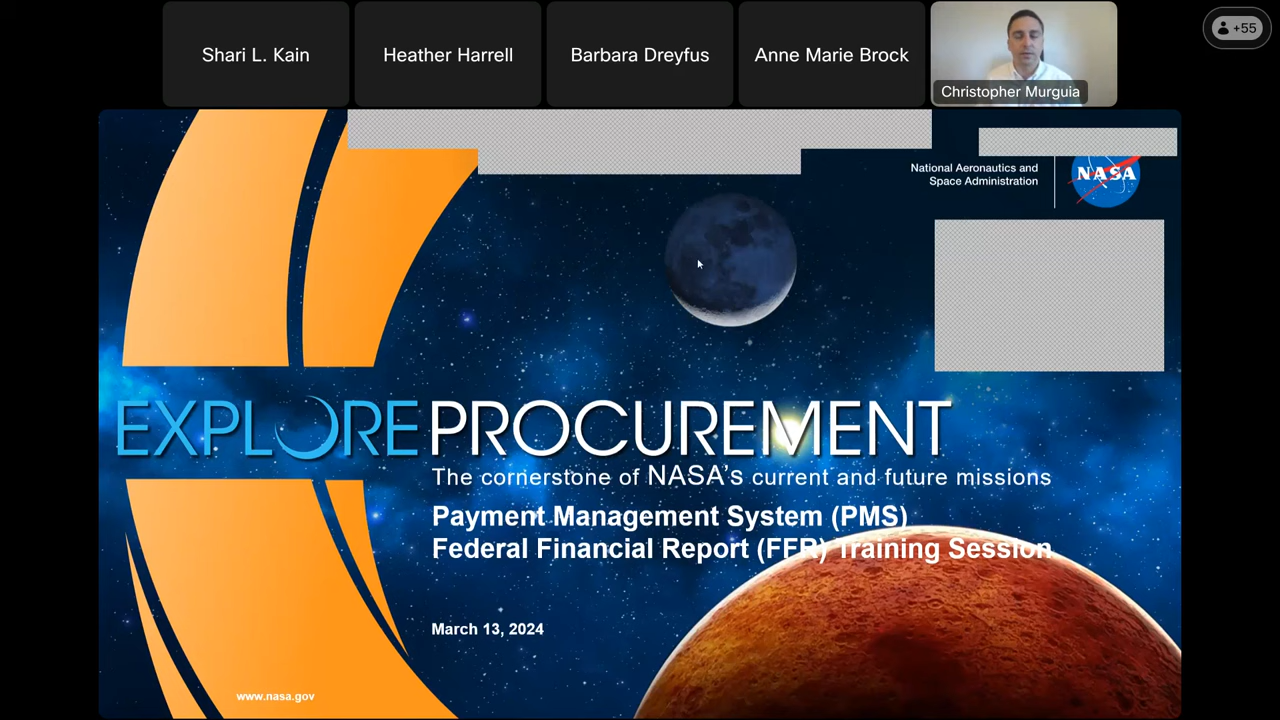 Shari L. Kain
Heather Harrell
Barbara Dreyfus
Anne Marie Brock
Christopher Murguia
+55
National Aeronautics and
Space Administration
NASA
EXPLORE PROCUREMENT
The cornerstone of NASA's current and future missions
Payment Management System (PMS)
Federal Financial Report (FFR) Training Session
March 13, 2024
www.nasa.gov